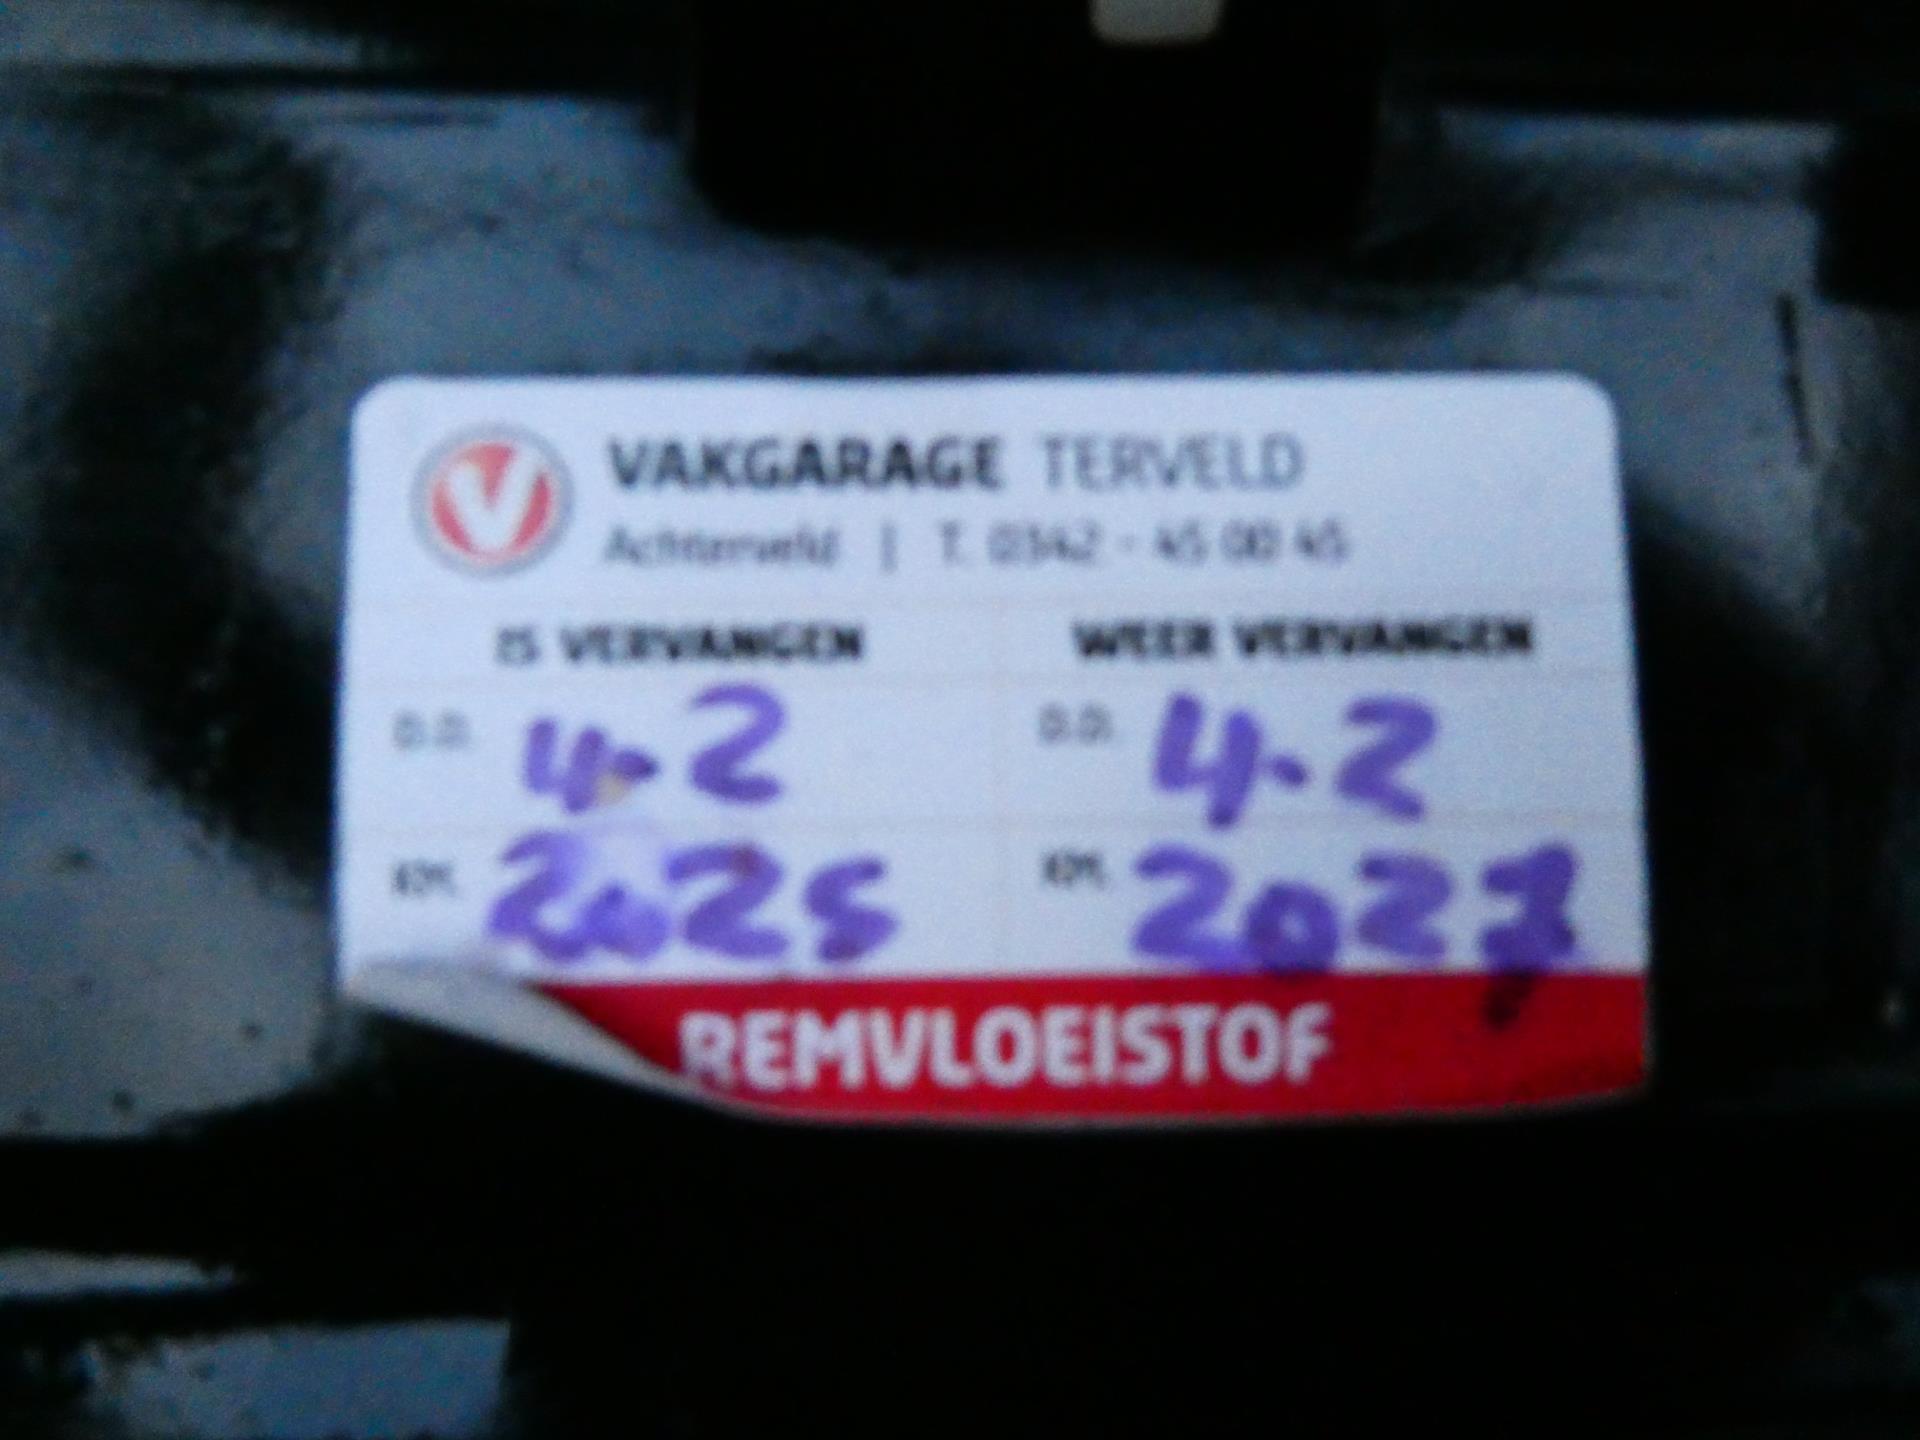 V
VAKGARAGE TERVELD
Achterveld | T. 0342 - 45 00 45
IS VERVANGEN WEER VERVANGEN
D.D. 4.2 D.D. 4.2
KM. 2025 KM. 2027
REMVLOEISTOF